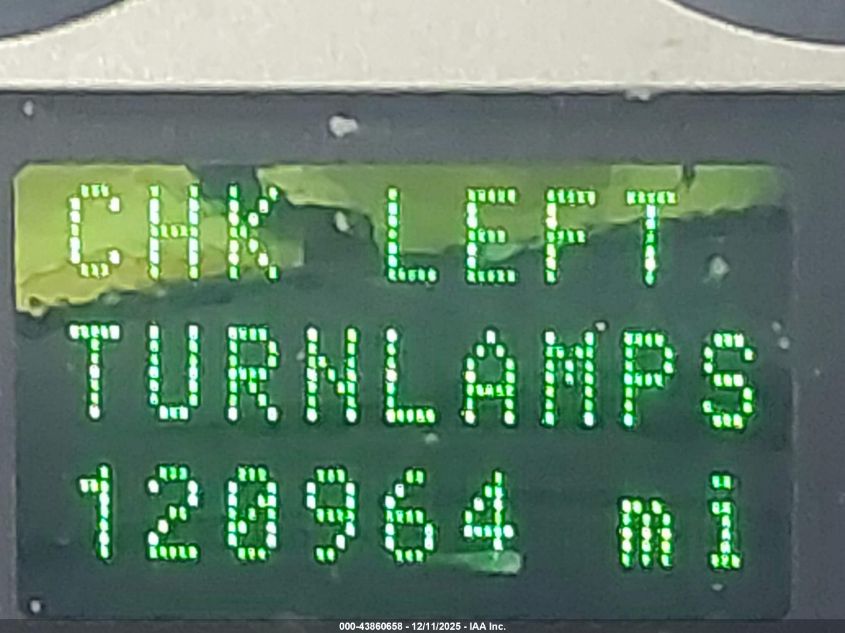 CHK LEFT
TURNLAMPS
120964 mi
000-43860658 - 12/11/2025 - IAA Inc.